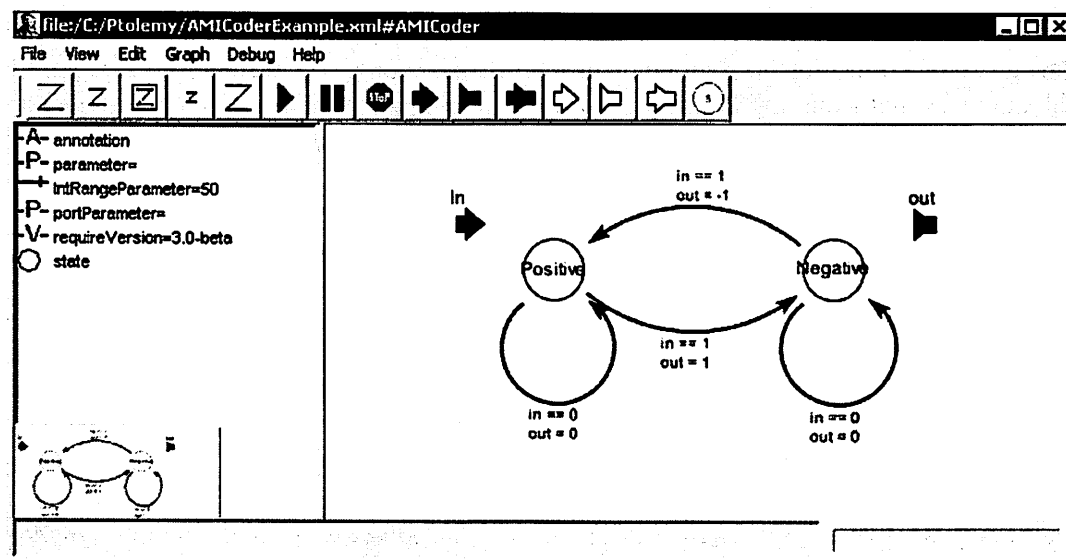 file:/C:/Ptolemy/AMICoderExample.xml#AMICoder
File View Edit Graph Debug Help
Z Z Z Z Z STOP S
-A- annotation
-P- parameter=
IntRangeParameter=50
-P- portParameter=
-V- requireVersion=3.0-beta
state
In
out
in == 1
out = -1
Positive
Negative
in == 1
out = 1
in == 0
out = 0
in == 0
out = 0